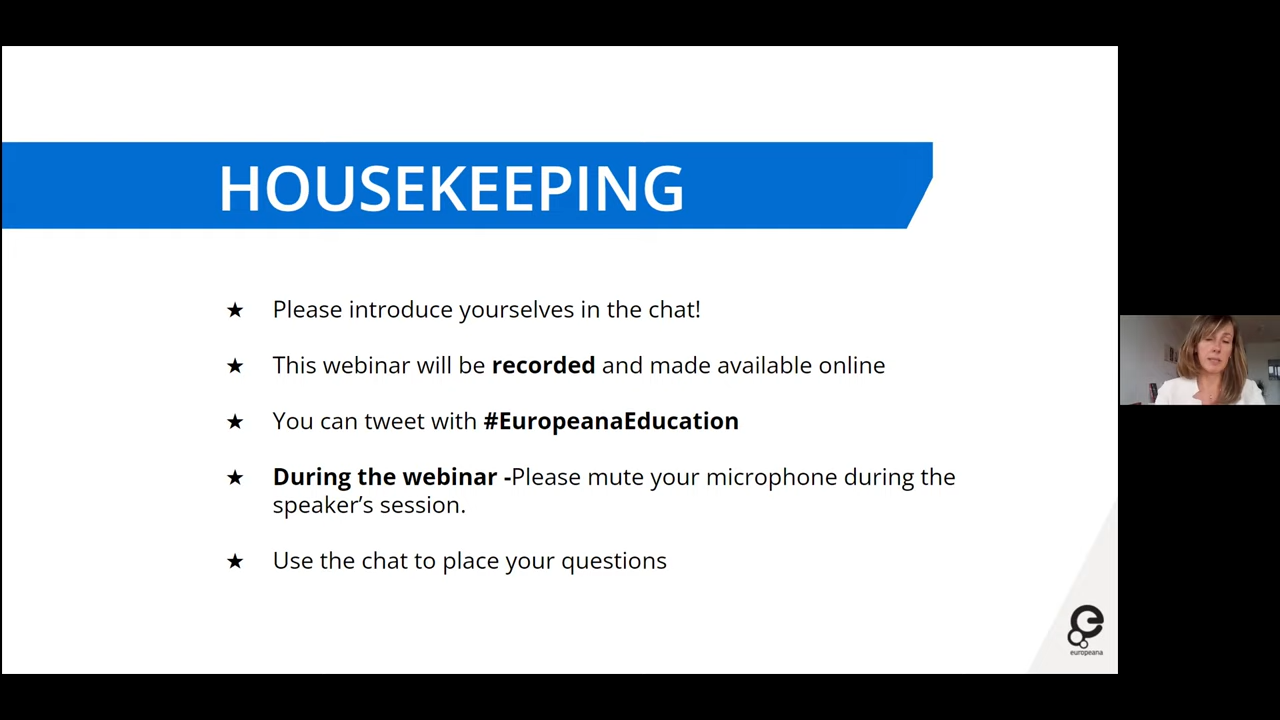 HOUSEKEEPING
★ Please introduce yourselves in the chat!
★ This webinar will be recorded and made available online
★ You can tweet with #EuropeanaEducation
★ During the webinar -Please mute your microphone during the
speaker’s session.
★ Use the chat to place your questions
europeana